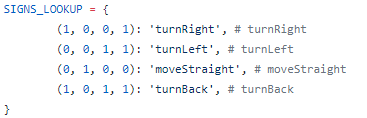 SIGNS_LOOKUP = {
(1, 0, 0, 1): 'turnRight', # turnRight
(0, 0, 1, 1): 'turnLeft', # turnLeft
(0, 1, 0, 0): 'moveStraight', # moveStraight
(1, 0, 1, 1): 'turnBack', # turnBack
}